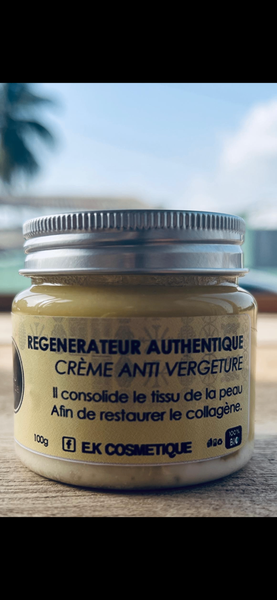 REGENERATEUR AUTHENTIQUE
CRÈME ANTI VERGETURE
Il consolide le tissu de la peau
Afin de restaurer le collagène.
100g
f E.K COSMETIQUE
100%
BIO